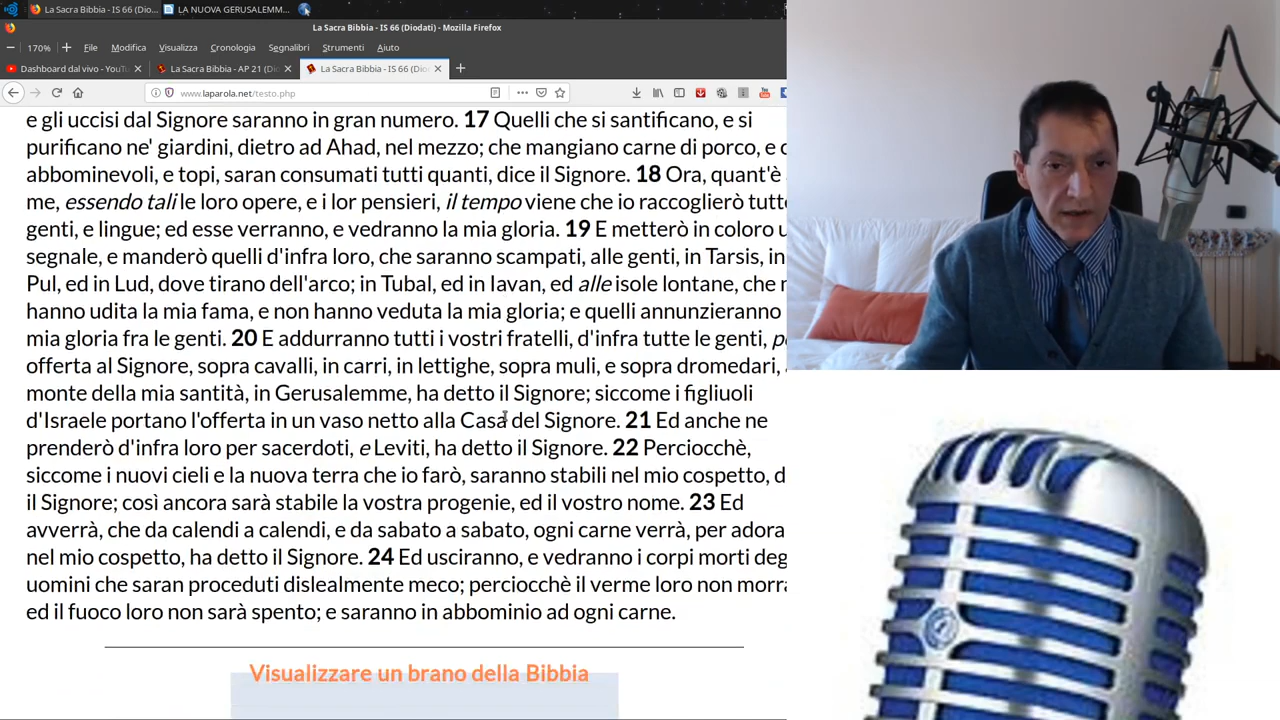 La Sacra Bibbia - IS 66 (Diod...
LA NUOVA GERUSALEMM...
La Sacra Bibbia - IS 66 (Diodati) - Mozilla Firefox
170% File Modifica Visualizza Cronologia Segnalibri Strumenti Aiuto
Dashboard dal vivo - YouTu
La Sacra Bibbia - AP 21 (Di
La Sacra Bibbia - IS 66 (Dio
www.laparola.net/testo.php
e gli uccisi dal Signore saranno in gran numero. 17 Quelli che si santificano, e si
purificano ne' giardini, dietro ad Ahad, nel mezzo; che mangiano carne di porco, e c
abbominevoli, e topi, saran consumati tutti quanti, dice il Signore. 18 Ora, quant'è
me, essendo tali le loro opere, e i lor pensieri, il tempo viene che io raccoglierò tutt
genti, e lingue; ed esse verranno, e vedranno la mia gloria. 19 E metterò in coloro u
segnale, e manderò quelli d'infra loro, che saranno scampati, alle genti, in Tarsis, in
Pul, ed in Lud, dove tirano dell'arco; in Tubal, ed in Iavan, ed alle isole lontane, che
hanno udita la mia fama, e non hanno veduta la mia gloria; e quelli annunzieranno
mia gloria fra le genti. 20 E addurranno tutti i vostri fratelli, d'infra tutte le genti, p
offerta al Signore, sopra cavalli, in carri, in lettighe, sopra muli, e sopra dromedari,
monte della mia santità, in Gerusalemme, ha detto il Signore; siccome i figliuoli
d'Israele portano l'offerta in un vaso netto alla Casa del Signore. 21 Ed anche ne
prenderò d'infra loro per sacerdoti, e Leviti, ha detto il Signore. 22 Perciocchè,
siccome i nuovi cieli e la nuova terra che io farò, saranno stabili nel mio cospetto, d
il Signore; così ancora sarà stabile la vostra progenie, ed il vostro nome. 23 Ed
avverrà, che da calendi a calendi, e da sabato a sabato, ogni carne verrà, per adora
nel mio cospetto, ha detto il Signore. 24 Ed usciranno, e vedranno i corpi morti deg
uomini che saran proceduti dislealmente meco; perciocchè il verme loro non morr
ed il fuoco loro non sarà spento; e saranno in abbominio ad ogni carne.
Visualizzare un brano della Bibbia